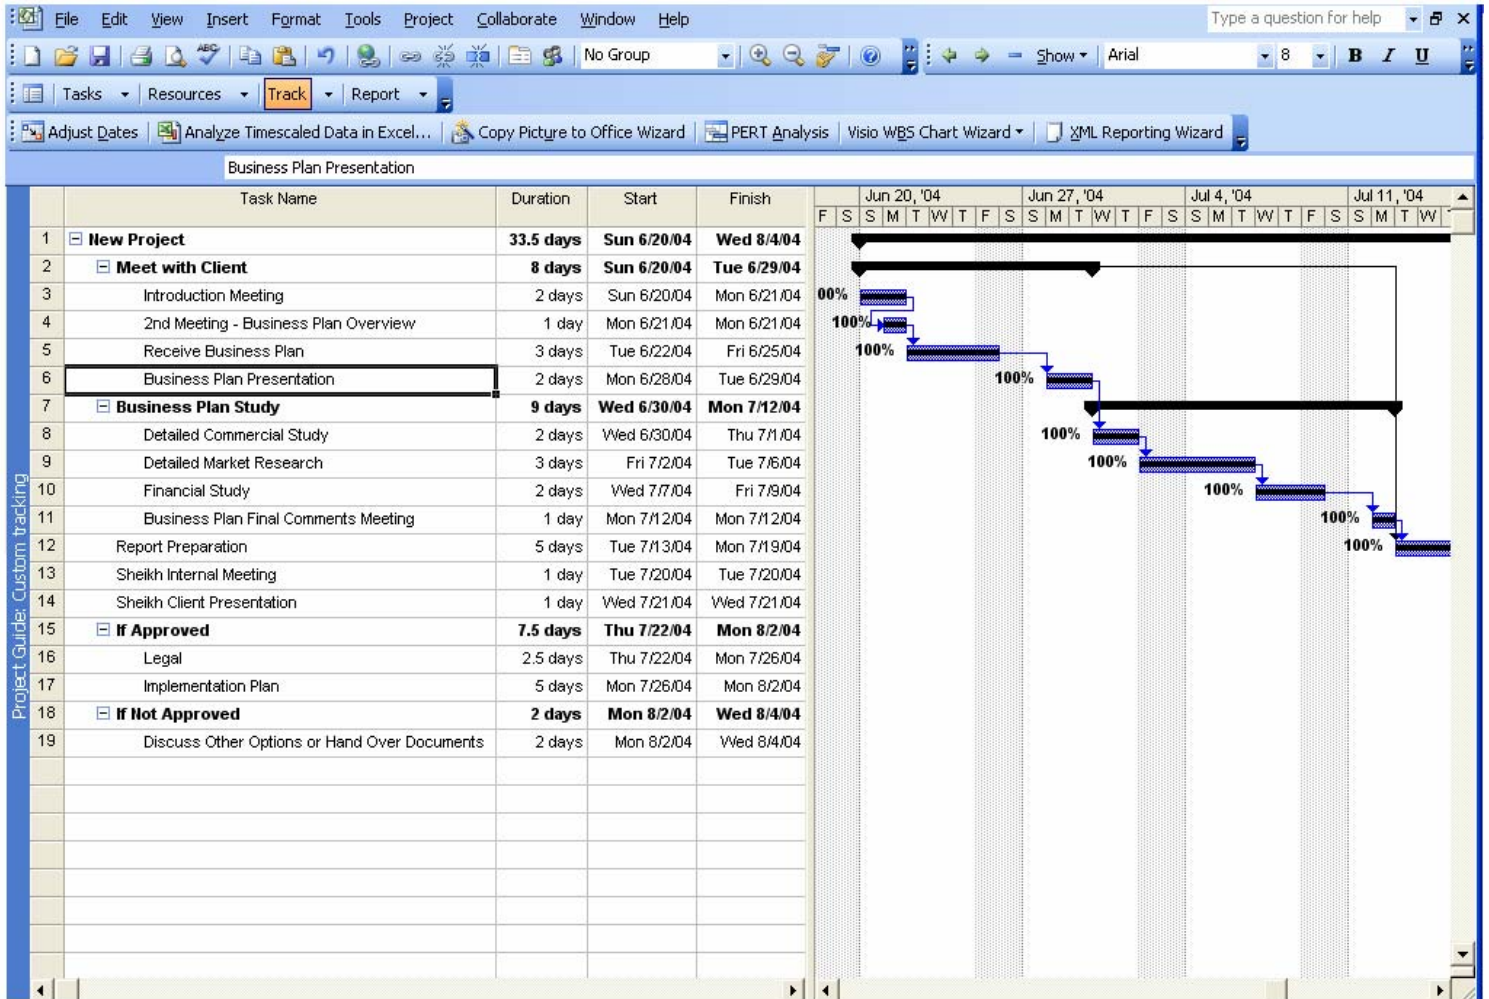 File Edit View Insert Format Tools Project Collaborate Window Help Type a question for help
No Group Show Arial 8 B I U
Tasks Resources Track Report
Adjust Dates Analyze Timescaled Data in Excel... Copy Picture to Office Wizard PERT Analysis Visio WBS Chart Wizard XML Reporting Wizard
Business Plan Presentation
Project Guide: Custom tracking
Task Name Duration Start Finish Jun 20, '04 Jun 27, '04 Jul 4, '04 Jul 11, '04
F S S M T W T F S S M T W T F S S M T W T F S S M T W
1 New Project 33.5 days Sun 6/20/04 Wed 8/4/04
2 Meet with Client 8 days Sun 6/20/04 Tue 6/29/04
3 Introduction Meeting 2 days Sun 6/20/04 Mon 6/21/04 00%
4 2nd Meeting - Business Plan Overview 1 day Mon 6/21/04 Mon 6/21/04 100%
5 Receive Business Plan 3 days Tue 6/22/04 Fri 6/25/04 100%
6 Business Plan Presentation 2 days Mon 6/28/04 Tue 6/29/04 100%
7 Business Plan Study 9 days Wed 6/30/04 Mon 7/12/04
8 Detailed Commercial Study 2 days Wed 6/30/04 Thu 7/1/04 100%
9 Detailed Market Research 3 days Fri 7/2/04 Tue 7/6/04 100%
10 Financial Study 2 days Wed 7/7/04 Fri 7/9/04 100%
11 Business Plan Final Comments Meeting 1 day Mon 7/12/04 Mon 7/12/04 100%
12 Report Preparation 5 days Tue 7/13/04 Mon 7/19/04 100%
13 Sheikh Internal Meeting 1 day Tue 7/20/04 Tue 7/20/04
14 Sheikh Client Presentation 1 day Wed 7/21/04 Wed 7/21/04
15 If Approved 7.5 days Thu 7/22/04 Mon 8/2/04
16 Legal 2.5 days Thu 7/22/04 Mon 7/26/04
17 Implementation Plan 5 days Mon 7/26/04 Mon 8/2/04
18 If Not Approved 2 days Mon 8/2/04 Wed 8/4/04
19 Discuss Other Options or Hand Over Documents 2 days Mon 8/2/04 Wed 8/4/04